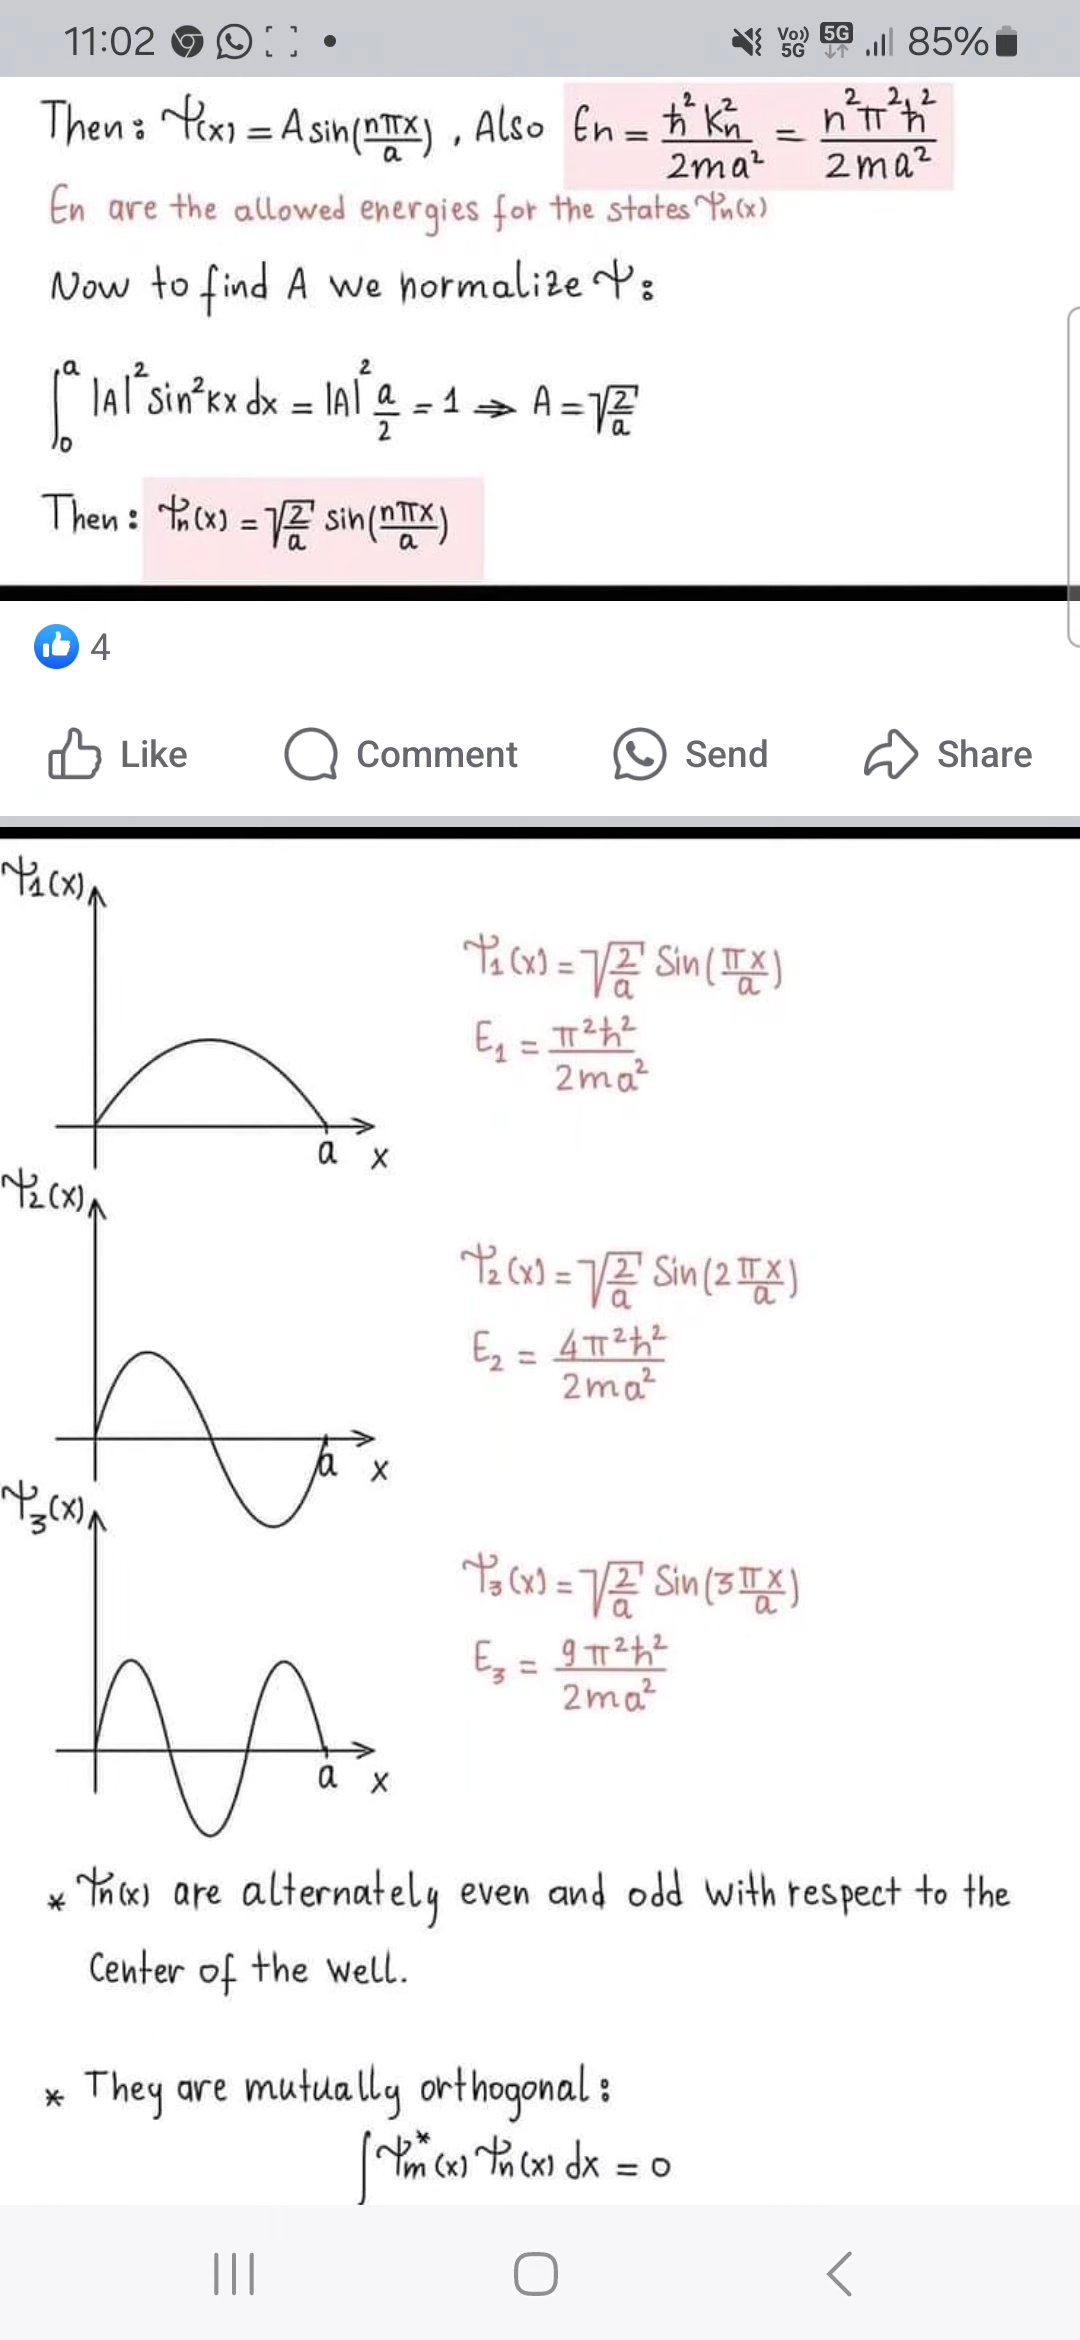 11:02 Vo)) 5G 5G 85%
Then: Ψ(x) = A sin(nπx/a), Also En = ħ²kn²/2ma² = n²π²ħ²/2ma²
En are the allowed energies for the states Ψn(x)
Now to find A we normalize Ψ:
∫₀ᵃ |A|² sin²kx dx = |A|² a/2 = 1 ⇒ A = √(2/a)
Then: Ψn(x) = √(2/a) sin(nπx/a)
4
Like Comment Send Share
Ψ1(x)
Ψ1(x) = √(2/a) Sin(πx/a)
E1 = π²ħ²/2ma²
a x
Ψ2(x)
Ψ2(x) = √(2/a) Sin(2πx/a)
E2 = 4π²ħ²/2ma²
a x
Ψ3(x)
Ψ3(x) = √(2/a) Sin(3πx/a)
E3 = 9π²ħ²/2ma²
a x
* Ψn(x) are alternately even and odd with respect to the
Center of the well.
* They are mutually orthogonal:
∫Ψm*(x) Ψn(x) dx = 0